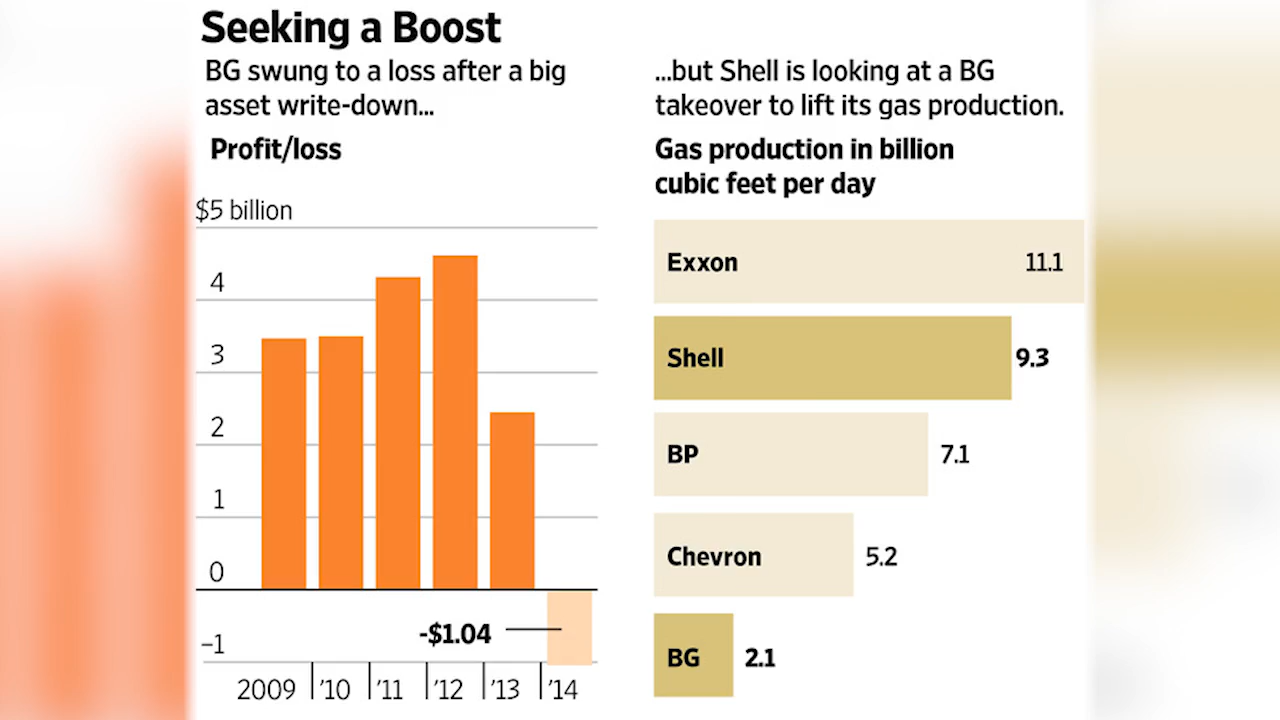 Seeking a Boost
BG swung to a loss after a big
asset write-down...
Profit/loss
$5 billion
4
3
2
1
0
-$1.04
–1
2009 '10 '11 '12 '13 '14
...but Shell is looking at a BG
takeover to lift its gas production.
Gas production in billion
cubic feet per day
Exxon 11.1
Shell 9.3
BP 7.1
Chevron 5.2
BG 2.1